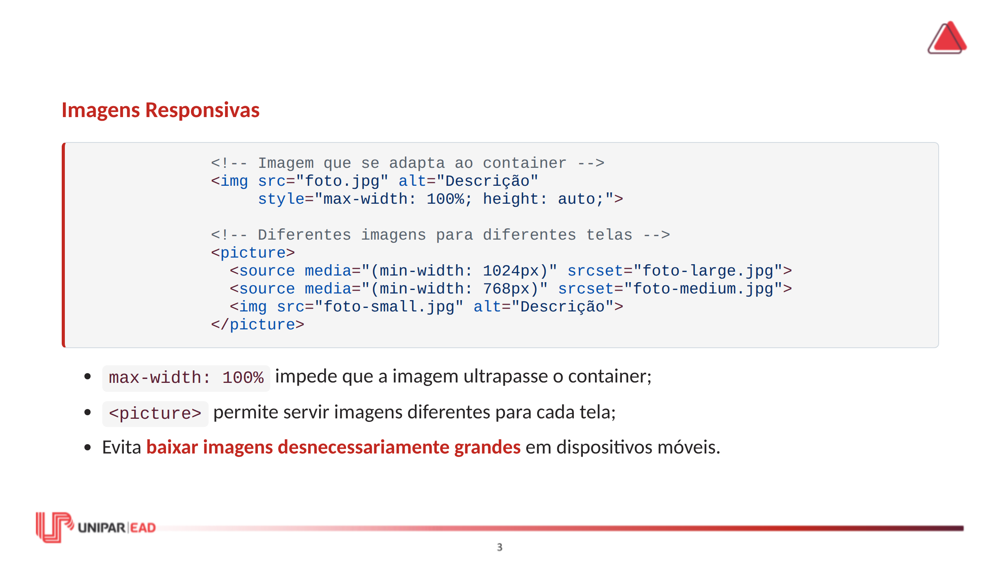 Imagens Responsivas
<!-- Imagem que se adapta ao container -->
<img src="foto.jpg" alt="Descrição"
     style="max-width: 100%; height: auto;">

<!-- Diferentes imagens para diferentes telas -->
<picture>
  <source media="(min-width: 1024px)" srcset="foto-large.jpg">
  <source media="(min-width: 768px)" srcset="foto-medium.jpg">
  <img src="foto-small.jpg" alt="Descrição">
</picture>
• max-width: 100% impede que a imagem ultrapasse o container;
• <picture> permite servir imagens diferentes para cada tela;
• Evita baixar imagens desnecessariamente grandes em dispositivos móveis.
UNIPAR|EAD
3